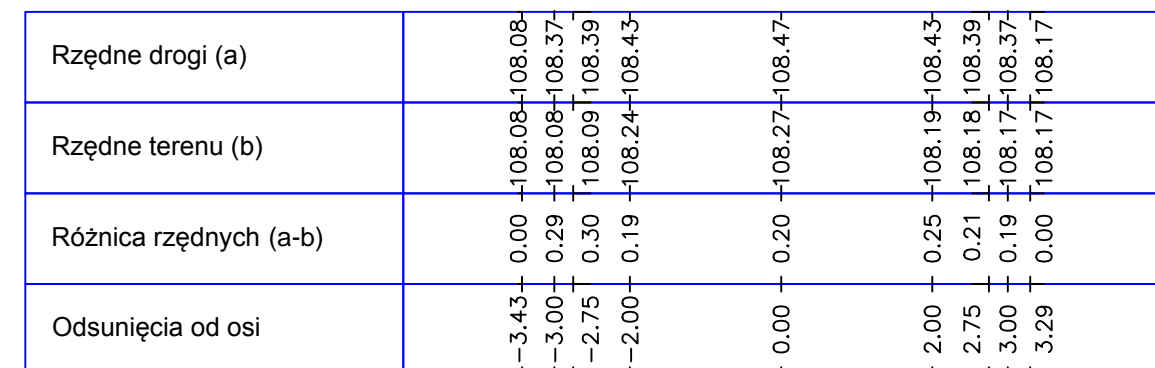 Rzędne drogi (a) 108.08 108.37 108.39 108.43 108.47 108.43 108.39 108.37 108.17
Rzędne terenu (b) 108.08 108.08 108.09 108.24 108.27 108.19 108.18 108.17 108.17
Różnica rzędnych (a-b) 0.00 0.29 0.30 0.19 0.20 0.25 0.21 0.19 0.00
Odsunięcia od osi -3.43 -3.00 -2.75 -2.00 0.00 2.00 2.75 3.00 3.29